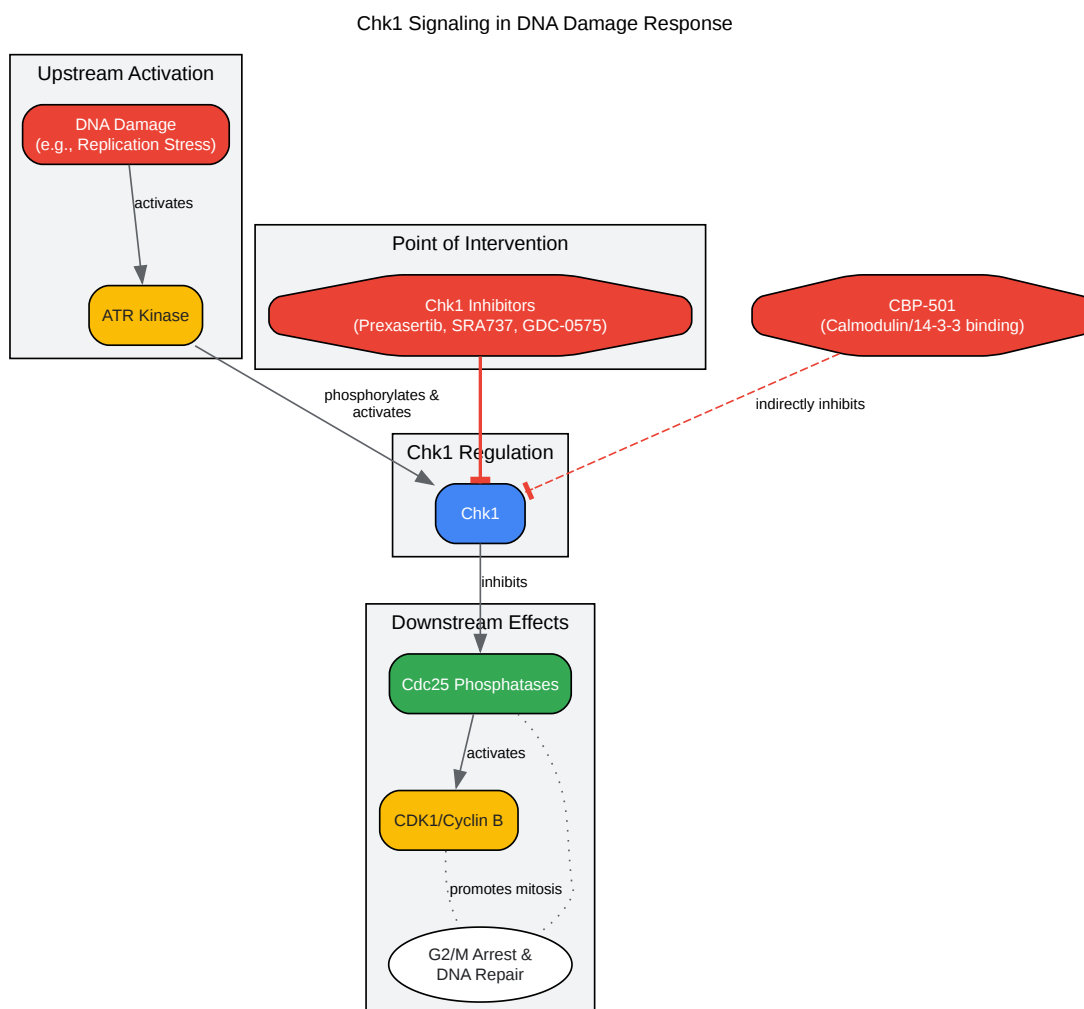 Chk1 Signaling in DNA Damage Response
Upstream Activation
DNA Damage
(e.g., Replication Stress)
activates
ATR Kinase
Point of Intervention
Chk1 Inhibitors
(Prexasertib, SRA737, GDC-0575)
CBP-501
(Calmodulin/14-3-3 binding)
phosphorylates &
activates
indirectly inhibits
Chk1 Regulation
Chk1
inhibits
Downstream Effects
Cdc25 Phosphatases
activates
CDK1/Cyclin B
promotes mitosis
G2/M Arrest &
DNA Repair